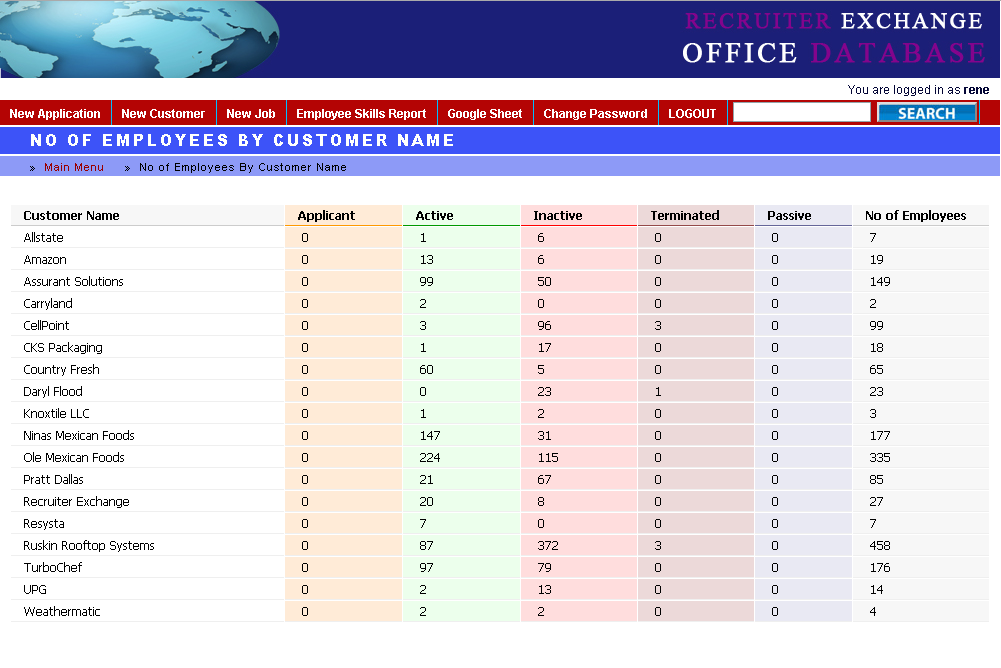 RECRUITER EXCHANGE
OFFICE DATABASE
You are logged in as rene
New Application New Customer New Job Employee Skills Report Google Sheet Change Password LOGOUT SEARCH
NO OF EMPLOYEES BY CUSTOMER NAME
» Main Menu » No of Employees By Customer Name
Customer Name Applicant Active Inactive Terminated Passive No of Employees
Allstate 0 1 6 0 0 7
Amazon 0 13 6 0 0 19
Assurant Solutions 0 99 50 0 0 149
Carryland 0 2 0 0 0 2
CellPoint 0 3 96 3 0 99
CKS Packaging 0 1 17 0 0 18
Country Fresh 0 60 5 0 0 65
Daryl Flood 0 0 23 1 0 23
Knoxtile LLC 0 1 2 0 0 3
Ninas Mexican Foods 0 147 31 0 0 177
Ole Mexican Foods 0 224 115 0 0 335
Pratt Dallas 0 21 67 0 0 85
Recruiter Exchange 0 20 8 0 0 27
Resysta 0 7 0 0 0 7
Ruskin Rooftop Systems 0 87 372 3 0 458
TurboChef 0 97 79 0 0 176
UPG 0 2 13 0 0 14
Weathermatic 0 2 2 0 0 4